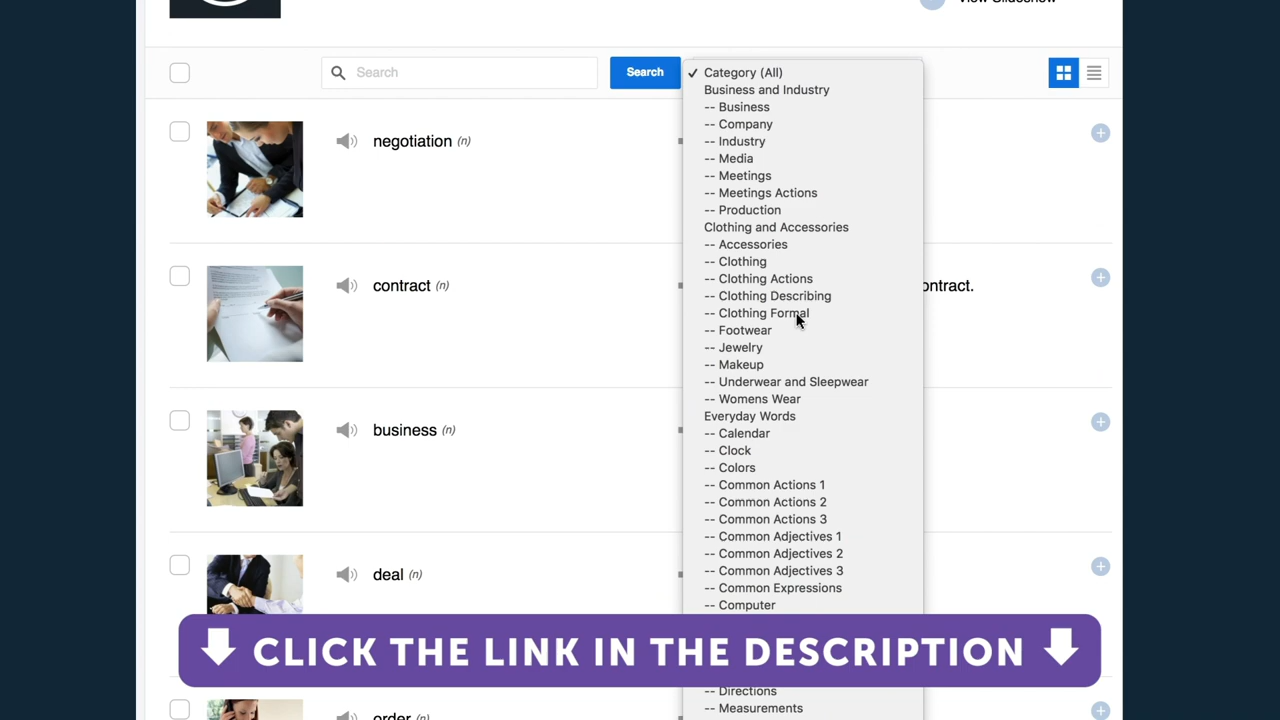 View Slideshow
Search
Search
✓ Category (All)
Business and Industry
-- Business
-- Company
-- Industry
-- Media
-- Meetings
-- Meetings Actions
-- Production
Clothing and Accessories
-- Accessories
-- Clothing
-- Clothing Actions
-- Clothing Describing
-- Clothing Formal
-- Footwear
-- Jewelry
-- Makeup
-- Underwear and Sleepwear
-- Womens Wear
Everyday Words
-- Calendar
-- Clock
-- Colors
-- Common Actions 1
-- Common Actions 2
-- Common Actions 3
-- Common Adjectives 1
-- Common Adjectives 2
-- Common Adjectives 3
-- Common Expressions
-- Computer
-- Directions
-- Measurements
negotiation (n)
contract (n)
ontract.
business (n)
deal (n)
CLICK THE LINK IN THE DESCRIPTION
order (n)